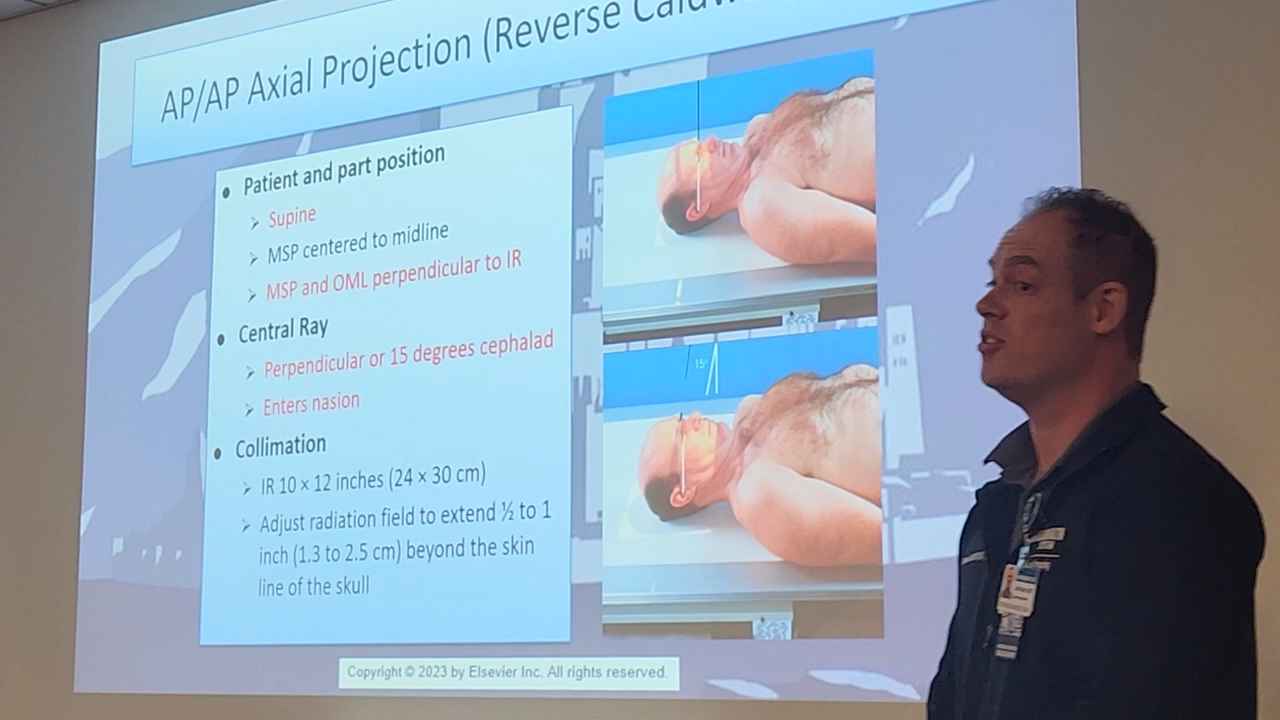 AP/AP Axial Projection (Reverse
• Patient and part position
➢ Supine
➢ MSP centered to midline
➢ MSP and OML perpendicular to IR
• Central Ray
➢ Perpendicular or 15 degrees cephalad
➢ Enters nasion
• Collimation
➢ IR 10 × 12 inches (24 × 30 cm)
➢ Adjust radiation field to extend ½ to 1
inch (1.3 to 2.5 cm) beyond the skin
line of the skull
15°
Copyright © 2023 by Elsevier Inc. All rights reserved.